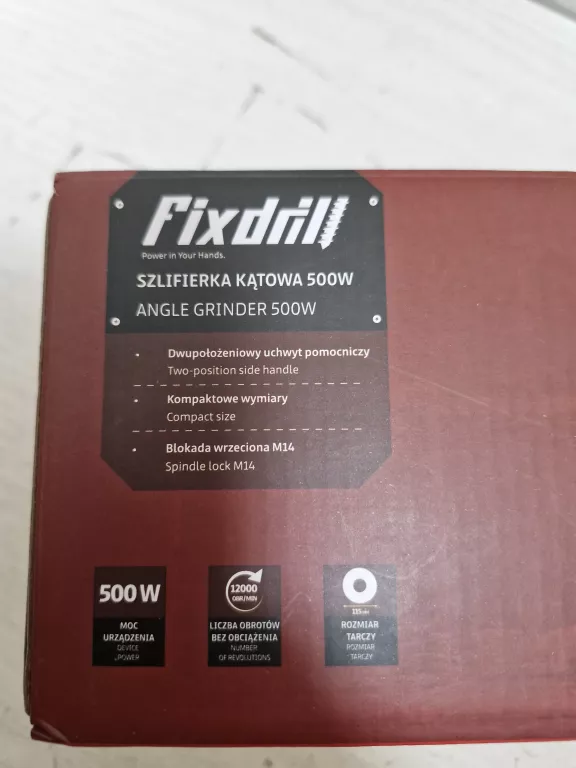 Fixdrill
Power in Your Hands.
SZLIFIERKA KĄTOWA 500W
ANGLE GRINDER 500W
• Dwupołożeniowy uchwyt pomocniczy
Two-position side handle
• Kompaktowe wymiary
Compact size
• Blokada wrzeciona M14
Spindle lock M14
500 W
MOC
URZĄDZENIA
DEVICE
POWER
12000
OBR/MIN
LICZBA OBROTÓW
BEZ OBCIĄŻENIA
NUMBER
OF REVOLUTIONS
ROZMIAR
TARCZY
ROZMIAR
TARCZY